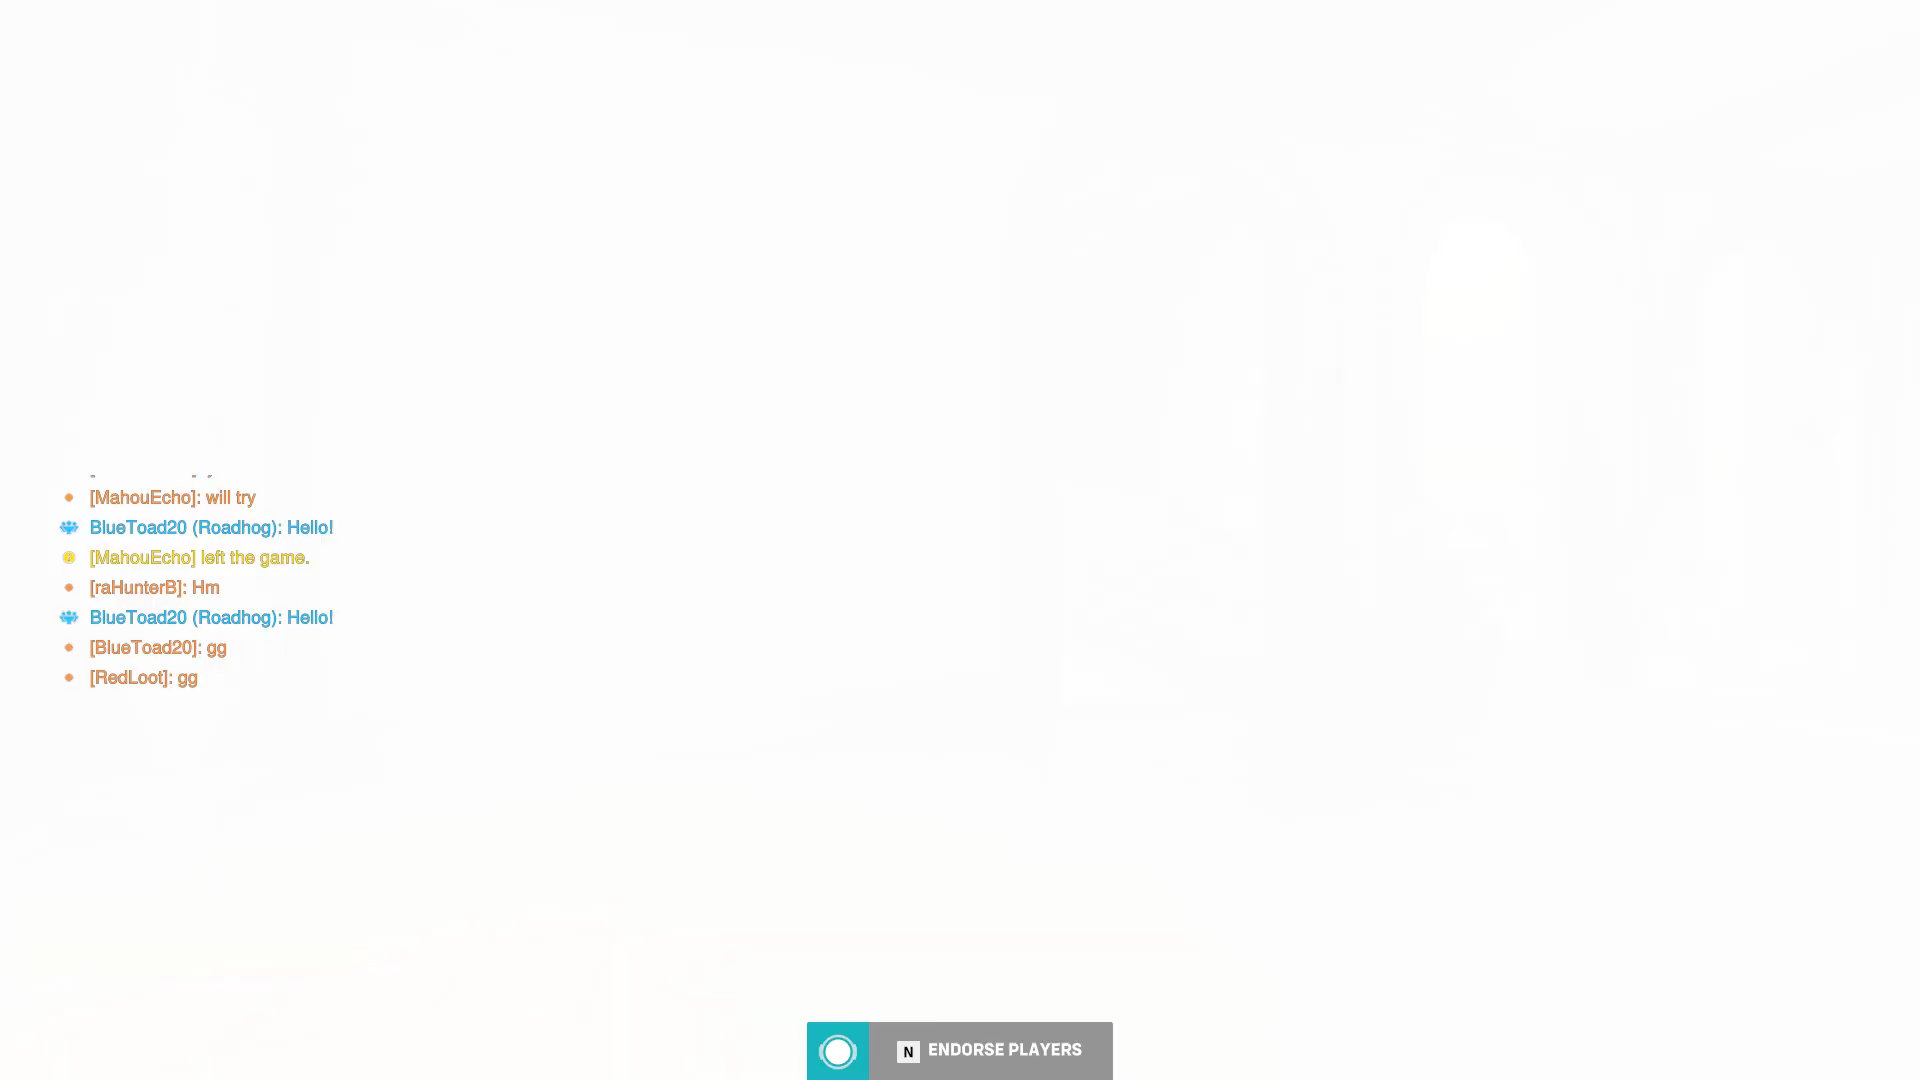 [MahouEcho]: will try
BlueToad20 (Roadhog): Hello!
[MahouEcho] left the game.
[raHunterB]: Hm
BlueToad20 (Roadhog): Hello!
[BlueToad20]: gg
[RedLoot]: gg
N ENDORSE PLAYERS